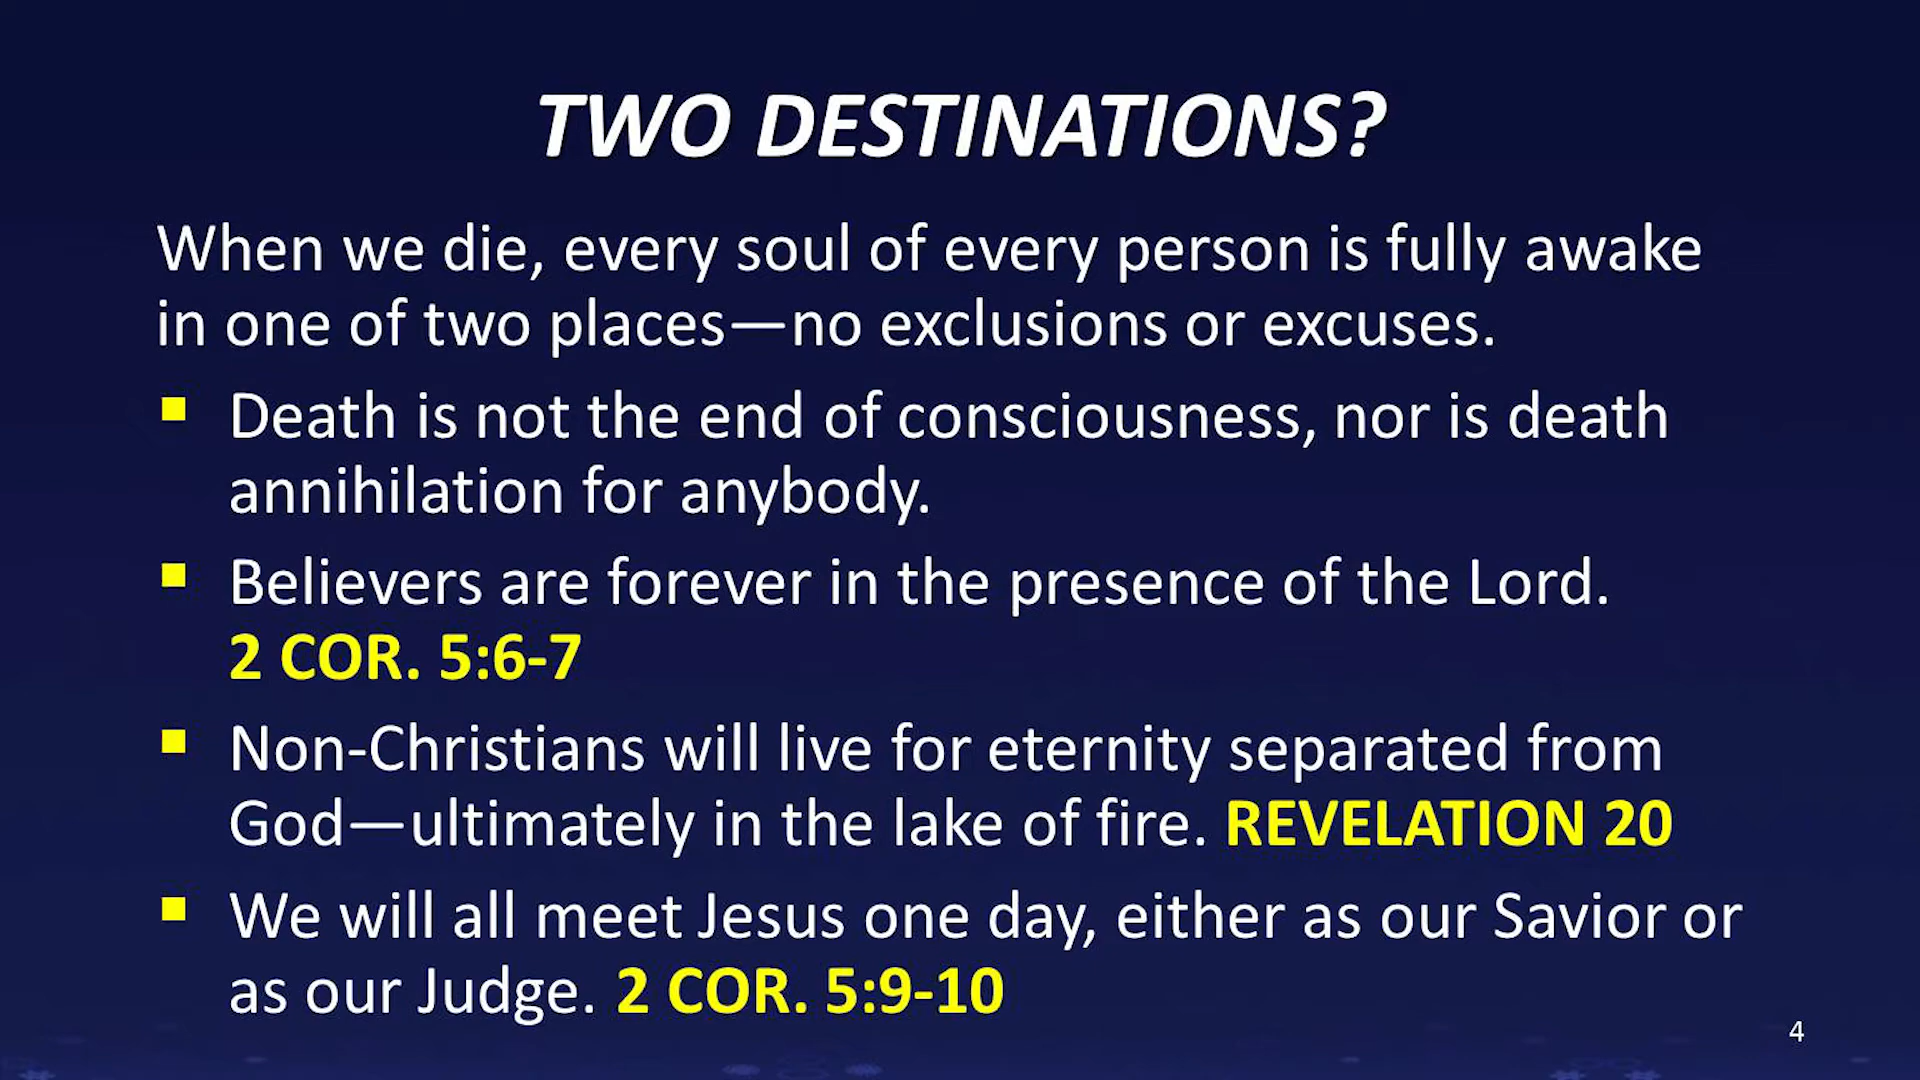 TWO DESTINATIONS?
When we die, every soul of every person is fully awake
in one of two places—no exclusions or excuses.
Death is not the end of consciousness, nor is death
annihilation for anybody.
Believers are forever in the presence of the Lord.
2 COR. 5:6-7
Non-Christians will live for eternity separated from
God—ultimately in the lake of fire. REVELATION 20
We will all meet Jesus one day, either as our Savior or
as our Judge. 2 COR. 5:9-10
4